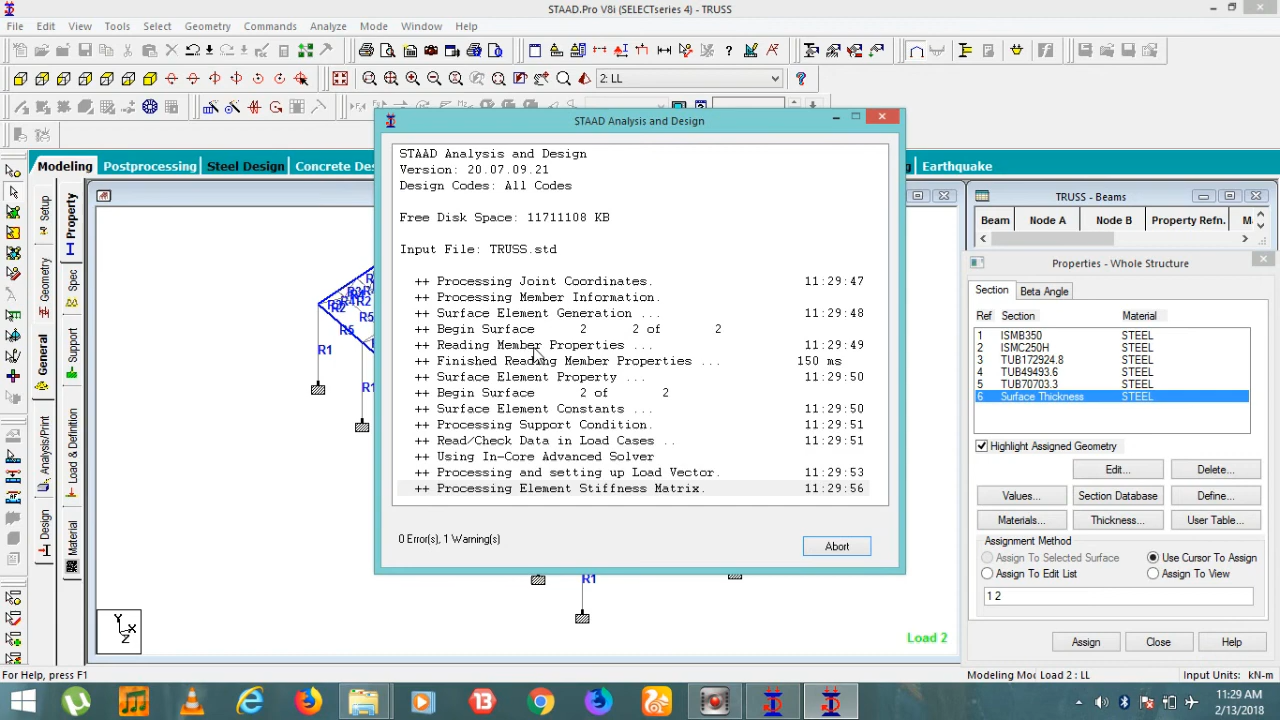 STAAD.Pro V8i (SELECTseries 4) - TRUSS
File Edit View Tools Select Geometry Commands Analyze Mode Window Help
2: LL
Modeling Postprocessing Steel Design Concrete Des Earthquake
STAAD Analysis and Design
STAAD Analysis and Design
Version: 20.07.09.21
Design Codes: All Codes
Free Disk Space: 11711108 KB
Input File: TRUSS.std
++ Processing Joint Coordinates. 11:29:47
++ Processing Member Information.
++ Surface Element Generation ... 11:29:48
++ Begin Surface 2 2 of 2
++ Reading Member Properties ... 11:29:49
++ Finished Reading Member Properties ... 150 ms
++ Surface Element Property ... 11:29:50
++ Begin Surface 2 of 2
++ Surface Element Constants ... 11:29:50
++ Processing Support Condition. 11:29:51
++ Read/Check Data in Load Cases .. 11:29:51
++ Using In-Core Advanced Solver
++ Processing and setting up Load Vector. 11:29:53
++ Processing Element Stiffness Matrix. 11:29:56
0 Error(s), 1 Warning(s)
Abort
Setup
Geometry
General
Analysis/Print
Design
Property
Spec
Support
Load & Definition
Material
R2
R5
R5
R1
R1
Y
X
Z
Load 2
TRUSS - Beams
Beam Node A Node B Property Refn.
Properties - Whole Structure
Section Beta Angle
Ref Section Material
1 ISMB350 STEEL
2 ISMC250H STEEL
3 TUB172924.8 STEEL
4 TUB49493.6 STEEL
5 TUB70703.3 STEEL
6 Surface Thickness STEEL
Highlight Assigned Geometry
Edit... Delete...
Values... Section Database Define...
Materials... Thickness... User Table...
Assignment Method
Assign To Selected Surface Use Cursor To Assign
Assign To Edit List Assign To View
1 2
Assign Close Help
For Help, press F1
Modeling Mo Load 2 : LL Input Units: kN-m
13
11:29 AM
2/13/2018